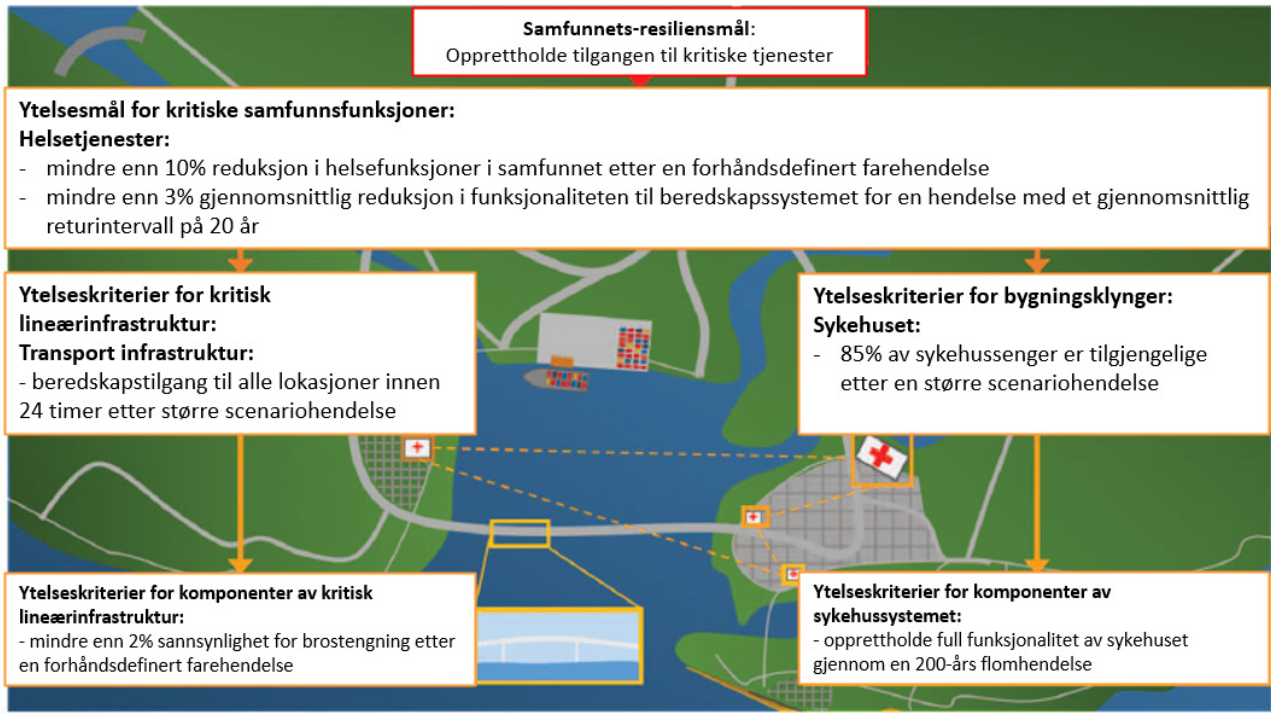 Samfunnets-resiliensmål:
Opprettholde tilgangen til kritiske tjenester
Ytelsesmål for kritiske samfunnsfunksjoner:
Helsetjenester:
- mindre enn 10% reduksjon i helsefunksjoner i samfunnet etter en forhåndsdefinert farehendelse
- mindre enn 3% gjennomsnittlig reduksjon i funksjonaliteten til beredskapssystemet for en hendelse med et gjennomsnittlig
returintervall på 20 år
Ytelseskriterier for kritisk
lineærinfrastruktur:
Transport infrastruktur:
- beredskapstilgang til alle lokasjoner innen
24 timer etter større scenariohendelse
Ytelseskriterier for bygningsklynger:
Sykehuset:
- 85% av sykehussenger er tilgjengelige
etter en større scenariohendelse
Ytelseskriterier for komponenter av kritisk
lineærinfrastruktur:
- mindre enn 2% sannsynlighet for brostengning etter
en forhåndsdefinert farehendelse
Ytelseskriterier for komponenter av
sykehussystemet:
- opprettholde full funksjonalitet av sykehuset
gjennom en 200-års flomhendelse